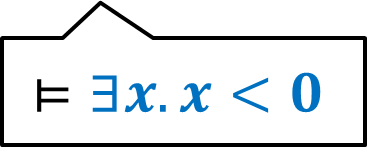 ⊨ ∃x. x < 0